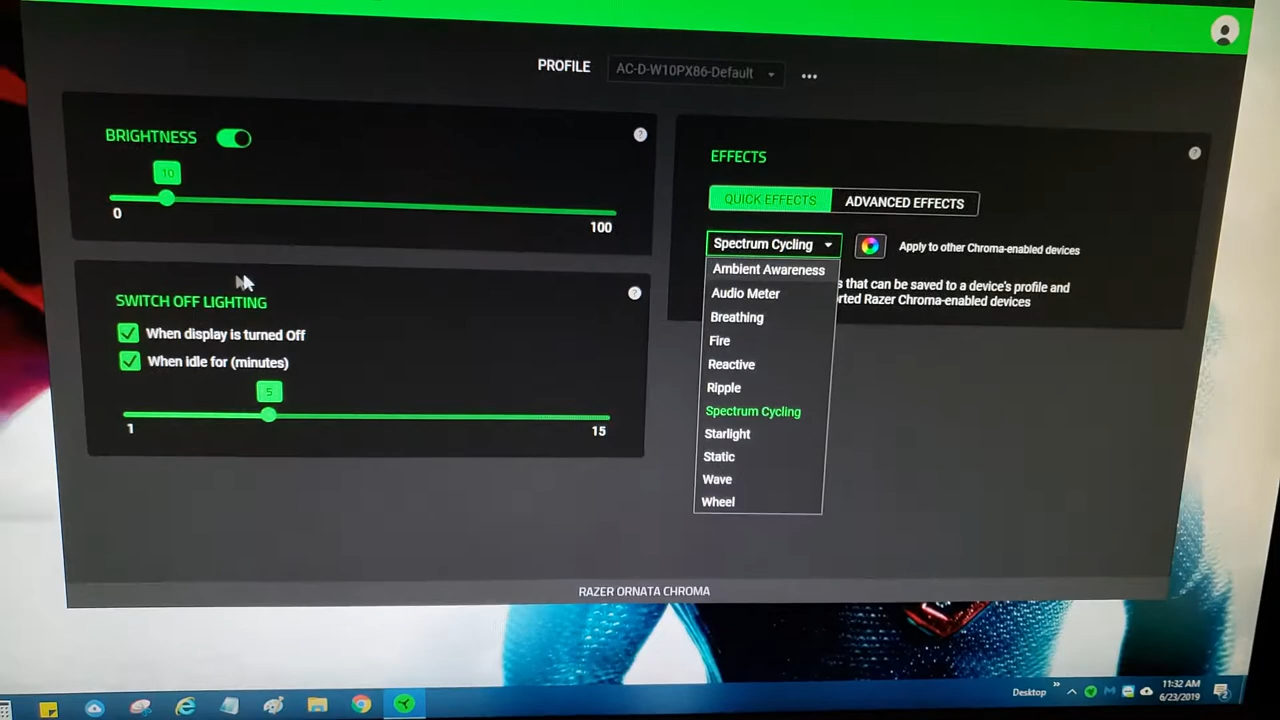 PROFILE
AC-D-W10PX86-Default
BRIGHTNESS
10
0
100
SWITCH OFF LIGHTING
When display is turned Off
When idle for (minutes)
5
1
15
EFFECTS
QUICK EFFECTS
ADVANCED EFFECTS
Spectrum Cycling
Apply to other Chroma-enabled devices
s that can be saved to a device's profile and
rted Razer Chroma-enabled devices
Ambient Awareness
Audio Meter
Breathing
Fire
Reactive
Ripple
Spectrum Cycling
Starlight
Static
Wave
Wheel
RAZER ORNATA CHROMA
Desktop
11:32 AM
6/23/2019